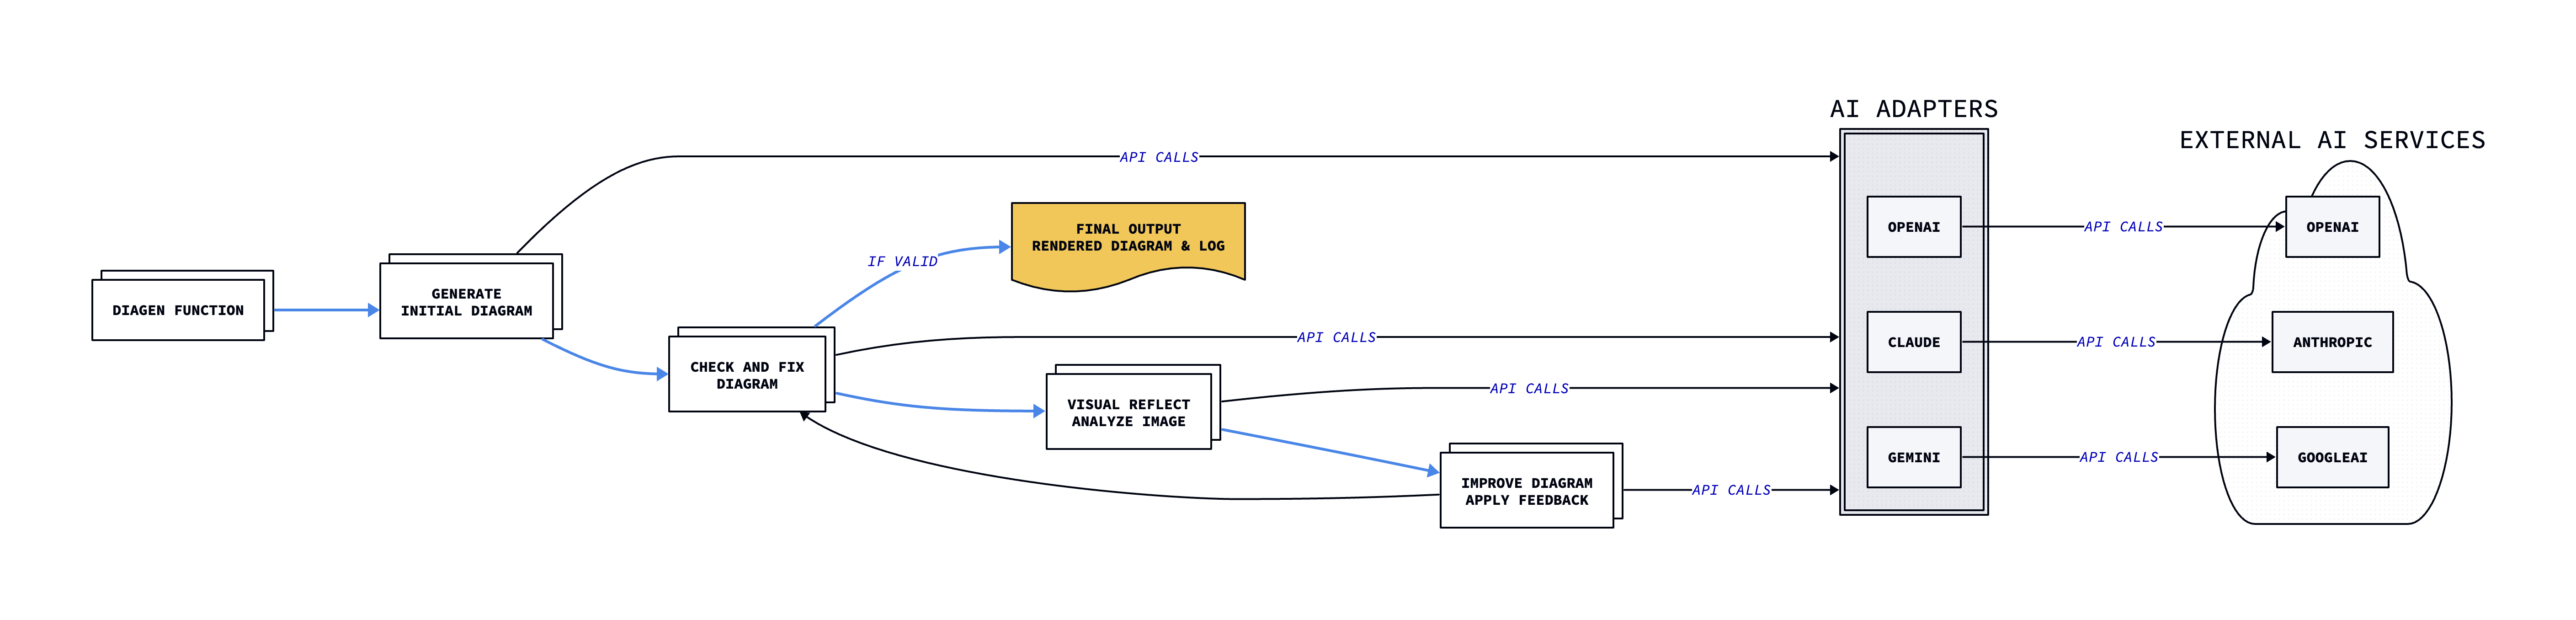 AI ADAPTERS
EXTERNAL AI SERVICES
API CALLS
FINAL OUTPUT
RENDERED DIAGRAM & LOG
OPENAI
API CALLS
OPENAI
IF VALID
GENERATE
INITIAL DIAGRAM
DIAGEN FUNCTION
API CALLS
CLAUDE
API CALLS
ANTHROPIC
CHECK AND FIX
DIAGRAM
API CALLS
VISUAL REFLECT
ANALYZE IMAGE
GEMINI
API CALLS
GOOGLEAI
IMPROVE DIAGRAM
APPLY FEEDBACK
API CALLS